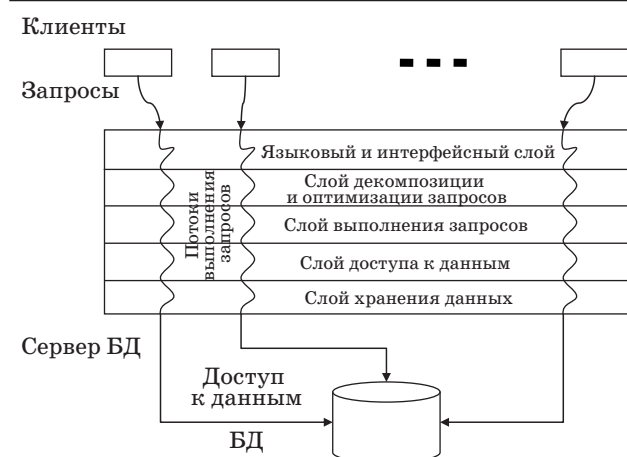 Клиенты
Запросы
Языковый и интерфейсный слой
Слой декомпозиции
и оптимизации запросов
Слой выполнения запросов
Слой доступа к данным
Слой хранения данных
Потоки
выполнения
запросов
Сервер БД
Доступ
к данным
БД